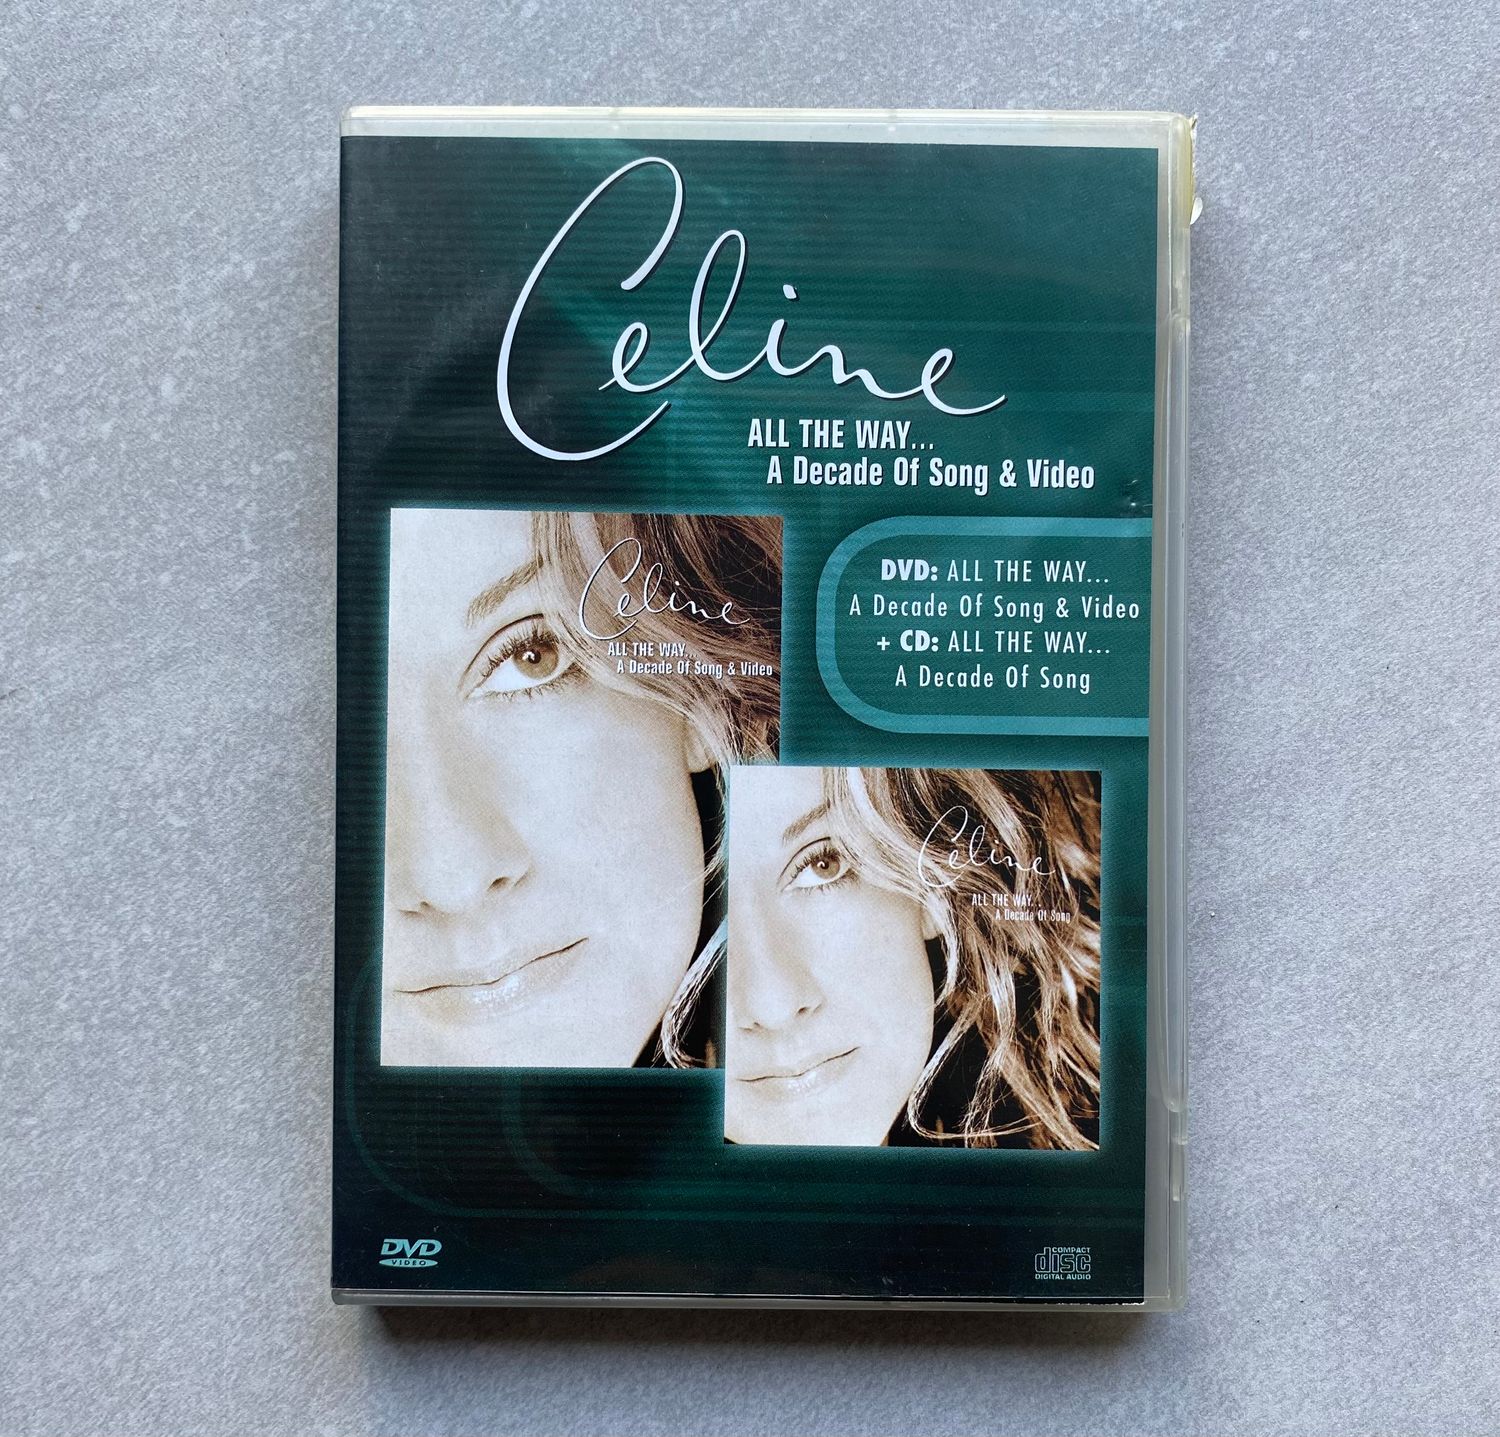 Celine
ALL THE WAY...
A Decade Of Song & Video
DVD: ALL THE WAY...
A Decade Of Song & Video
+ CD: ALL THE WAY...
A Decade Of Song
Celine
ALL THE WAY...
A Decade Of Song & Video
Celine
ALL THE WAY...
A Decade Of Song
DVD
VIDEO
COMPACT
disc
DIGITAL AUDIO